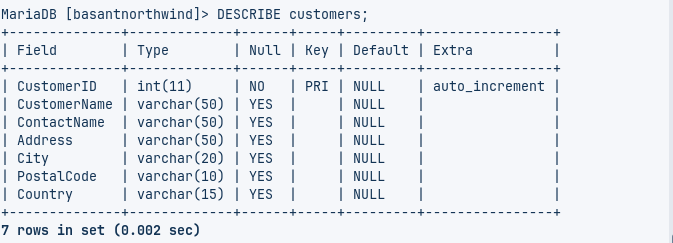 MariaDB [basantnorthwind]> DESCRIBE customers;
+--------------+-------------+------+-----+---------+----------------+
| Field        | Type        | Null | Key | Default | Extra          |
+--------------+-------------+------+-----+---------+----------------+
| CustomerID   | int(11)     | NO   | PRI | NULL    | auto_increment |
| CustomerName | varchar(50) | YES  |     | NULL    |                |
| ContactName  | varchar(50) | YES  |     | NULL    |                |
| Address      | varchar(50) | YES  |     | NULL    |                |
| City         | varchar(20) | YES  |     | NULL    |                |
| PostalCode   | varchar(10) | YES  |     | NULL    |                |
| Country      | varchar(15) | YES  |     | NULL    |                |
+--------------+-------------+------+-----+---------+----------------+
7 rows in set (0.002 sec)